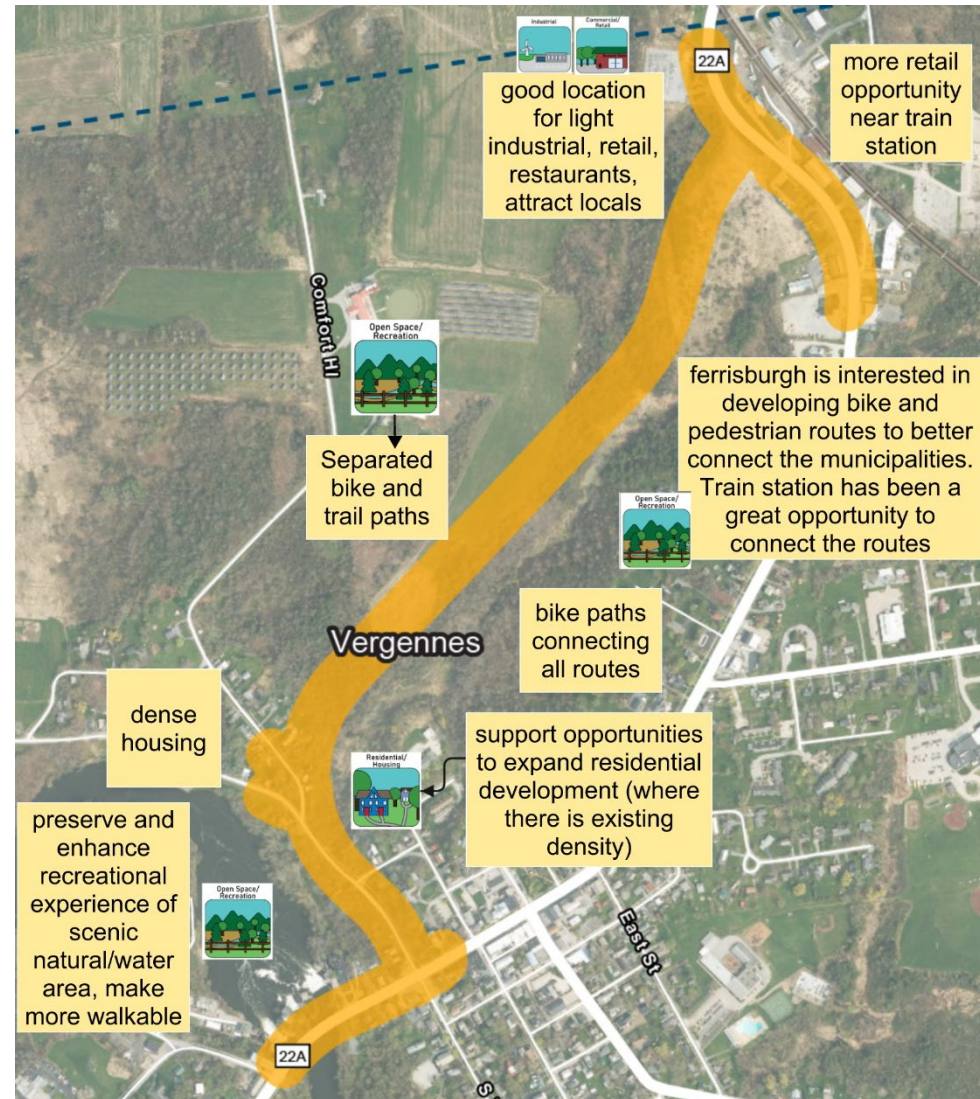 Industrial
Commercial/
Retail
22A
good location
for light
industrial, retail,
restaurants,
attract locals
more retail
opportunity
near train
station
Comfort Hl
Open Space/
Recreation
Separated
bike and
trail paths
ferrisburgh is interested in
developing bike and
pedestrian routes to better
connect the municipalities.
Train station has been a
great opportunity to
connect the routes
Open Space/
Recreation
bike paths
connecting
all routes
Vergennes
dense
housing
Residential/
Housing
support opportunities
to expand residential
development (where
there is existing
density)
preserve and
enhance
recreational
experience of
scenic
natural/water
area, make
more walkable
Open Space/
Recreation
East St
22A